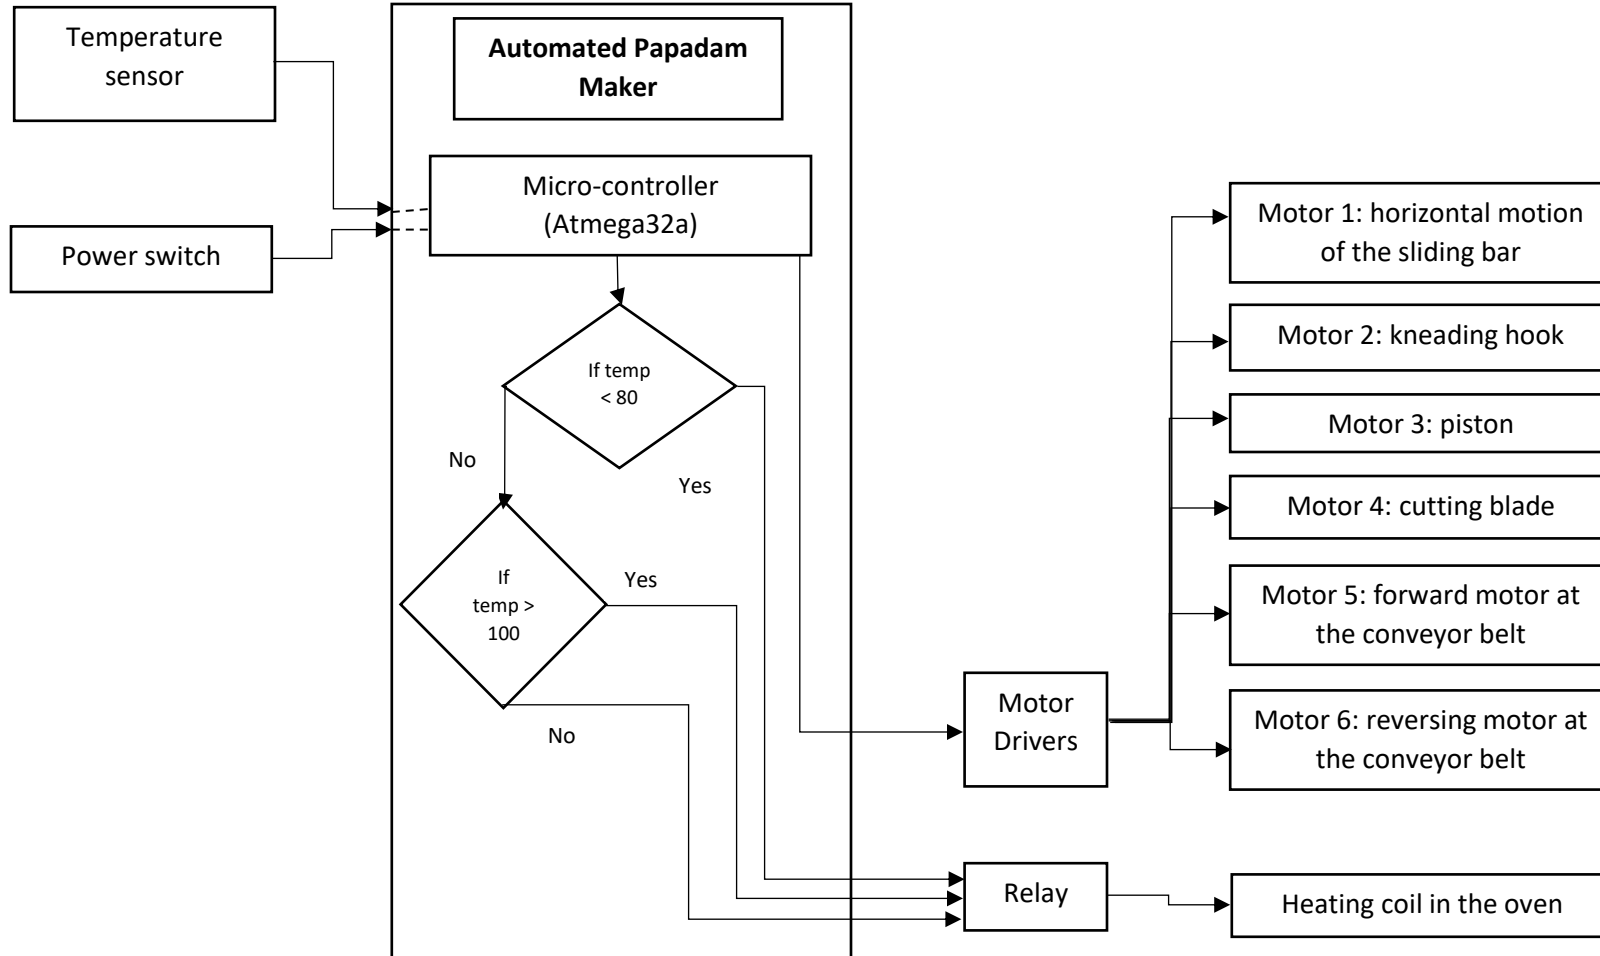 Temperature
sensor
Power switch
Automated Papadam
Maker
Micro-controller
(Atmega32a)
If temp
< 80
No
Yes
If
temp >
100
Yes
No
Motor
Drivers
Relay
Motor 1: horizontal motion
of the sliding bar
Motor 2: kneading hook
Motor 3: piston
Motor 4: cutting blade
Motor 5: forward motor at
the conveyor belt
Motor 6: reversing motor at
the conveyor belt
Heating coil in the oven